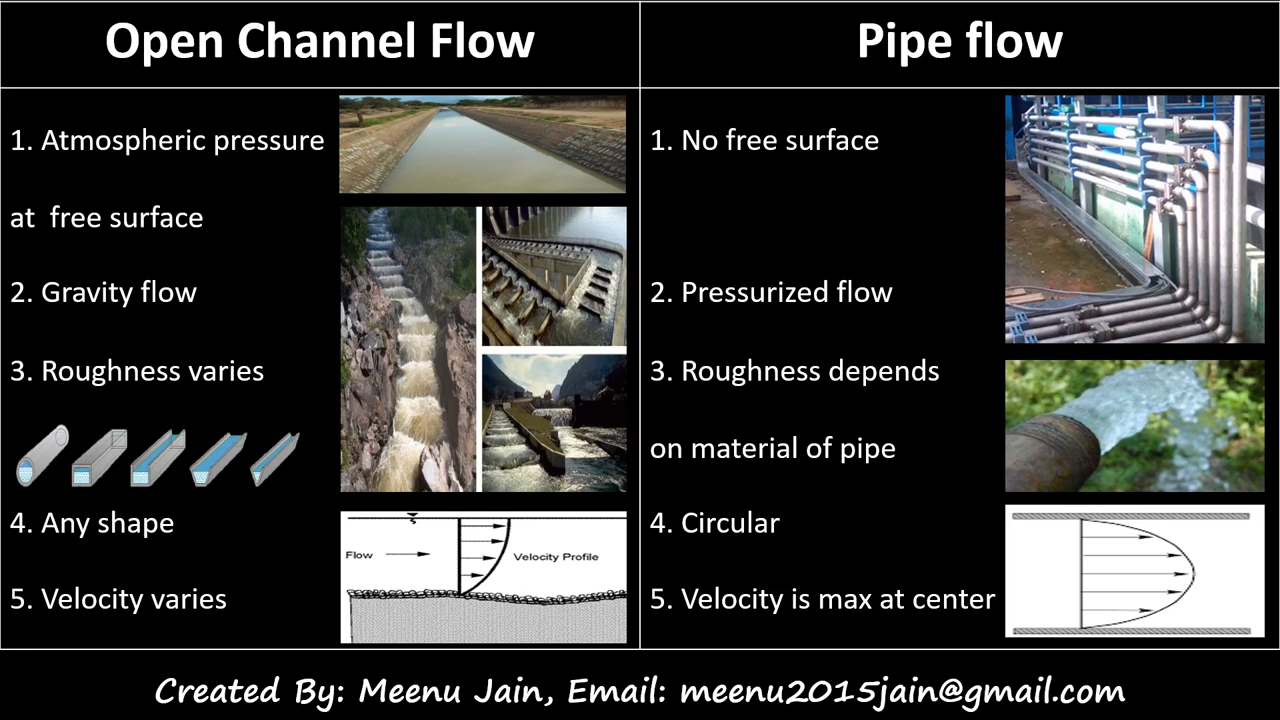 Open Channel Flow
1. Atmospheric pressure
at free surface
2. Gravity flow
3. Roughness varies
4. Any shape
Flow
Velocity Profile
5. Velocity varies
Pipe flow
1. No free surface
2. Pressurized flow
3. Roughness depends
on material of pipe
4. Circular
5. Velocity is max at center
Created By: Meenu Jain, Email: meenu2015jain@gmail.com